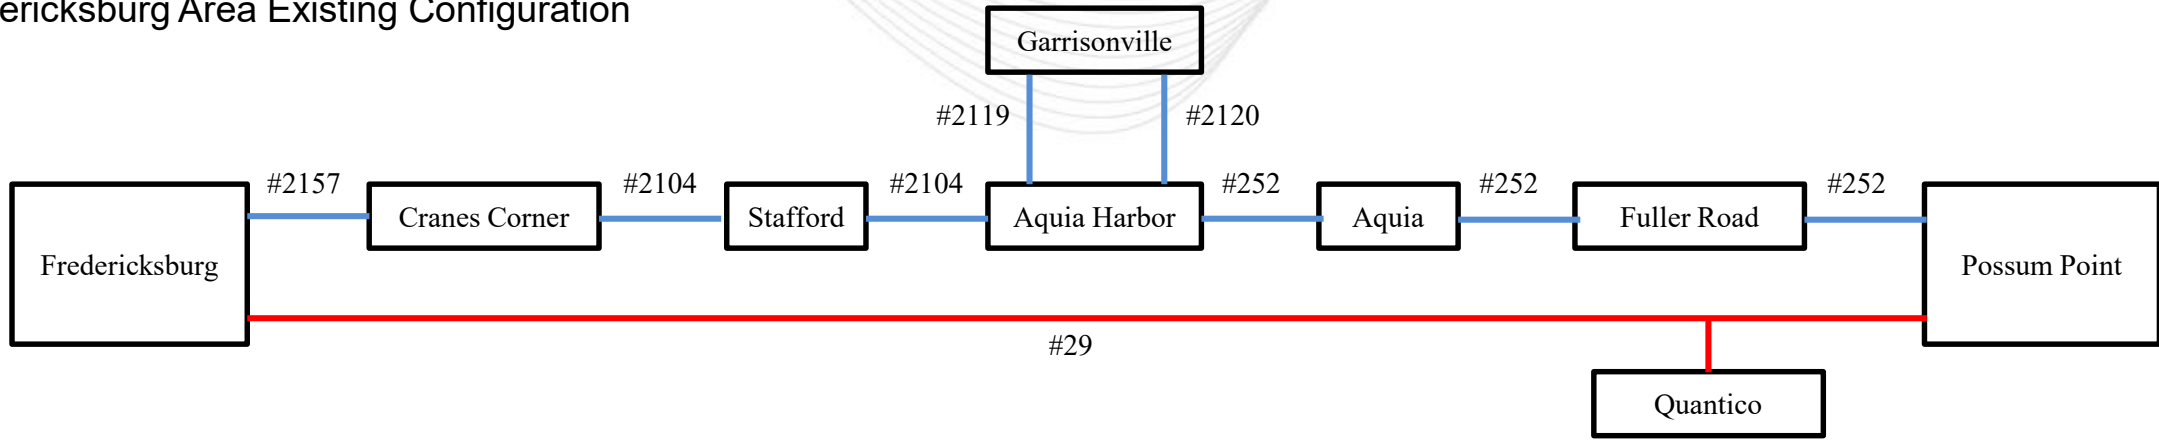 ericksburg Area Existing Configuration
Garrisonville
#2119
#2120
#2157
#2104
#2104
#252
#252
#252
Fredericksburg
Cranes Corner
Stafford
Aquia Harbor
Aquia
Fuller Road
Possum Point
#29
Quantico